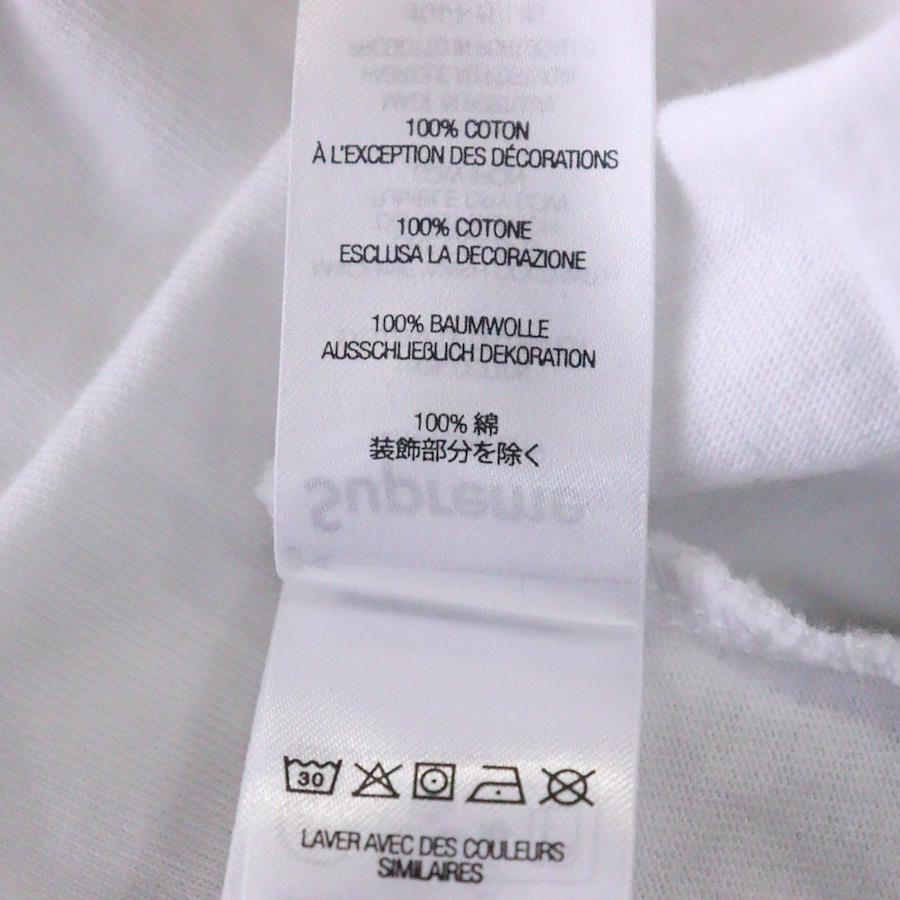 100% COTON
À L'EXCEPTION DES DÉCORATIONS
100% COTONE
ESCLUSA LA DECORAZIONE
100% BAUMWOLLE
AUSSCHLIEßLICH DEKORATION
100% 綿
装飾部分を除く
Supreme
30
LAVER AVEC DES COULEURS
SIMILAIRES